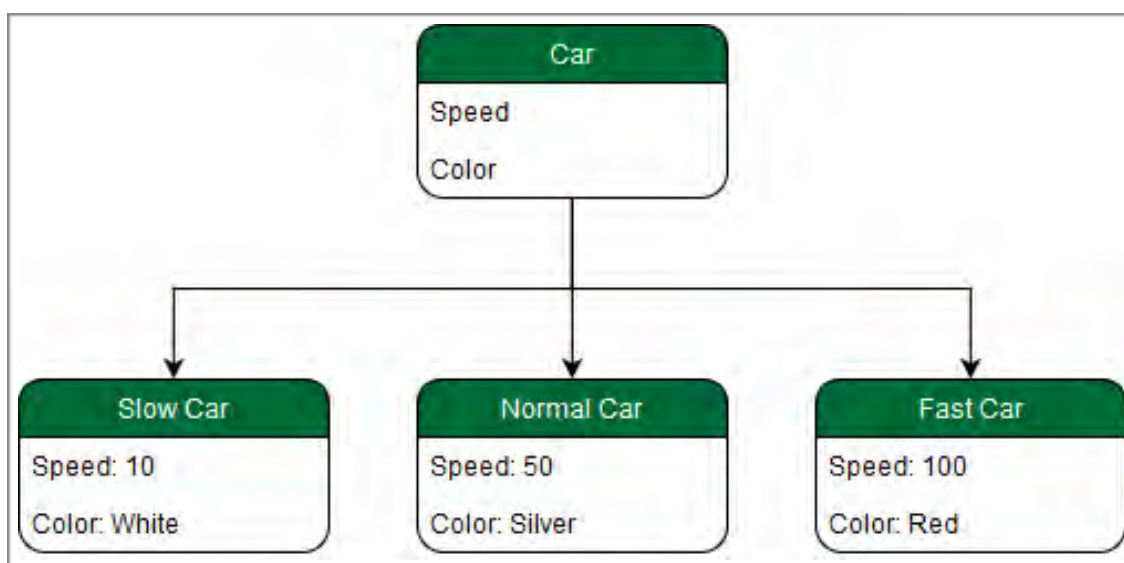 Car
Speed
Color
Slow Car
Speed: 10
Color: White
Normal Car
Speed: 50
Color: Silver
Fast Car
Speed: 100
Color: Red